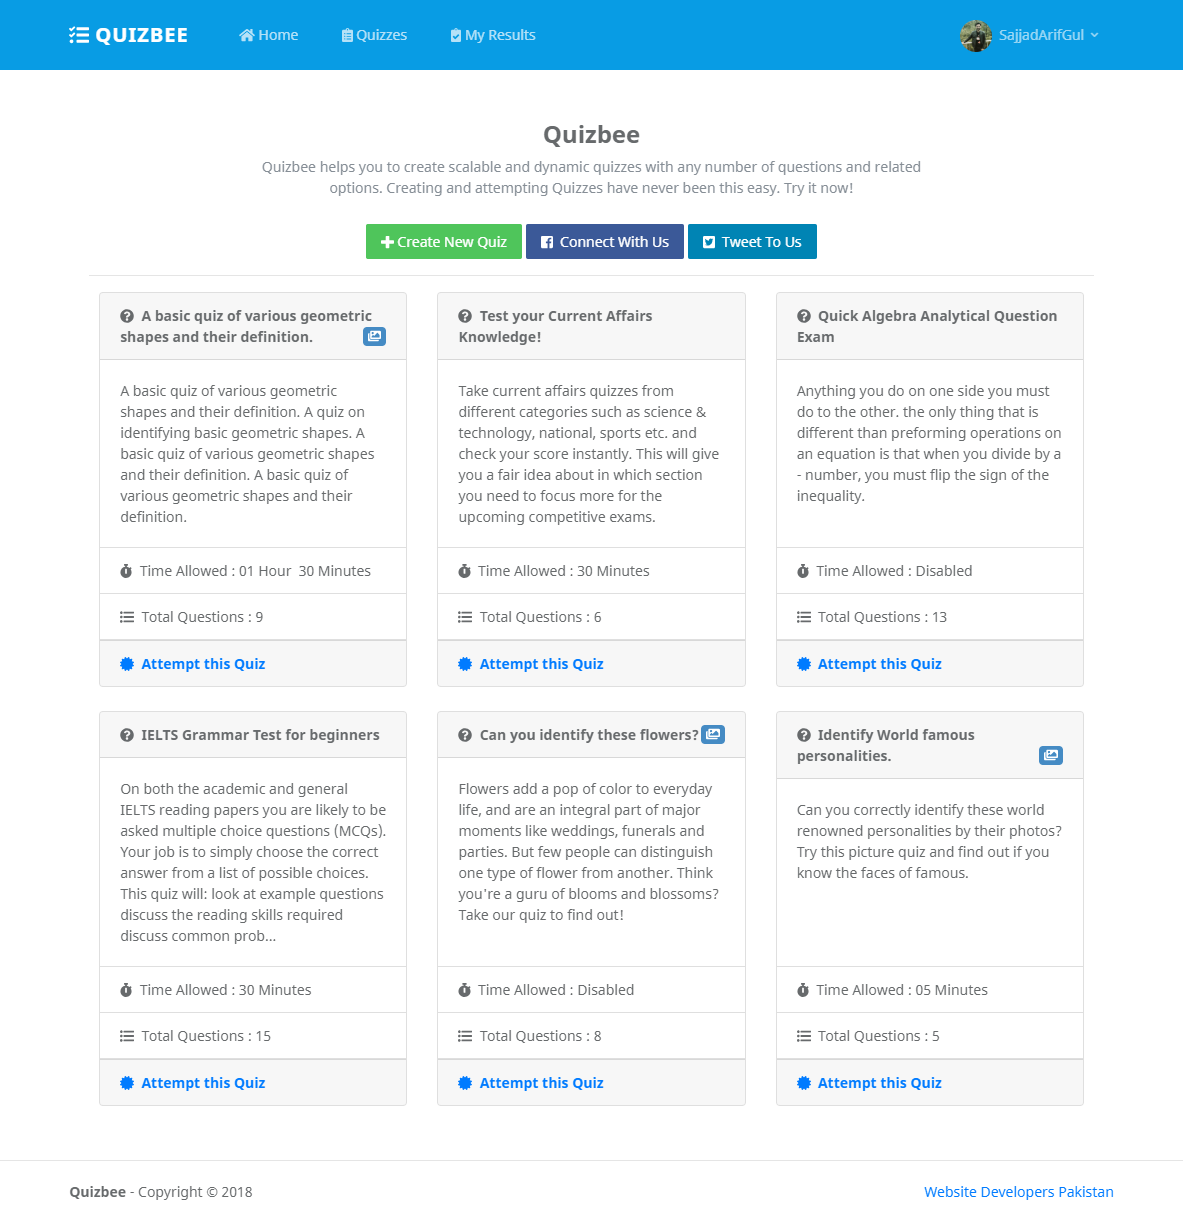 QUIZBEE
Home
Quizzes
My Results
SajjadArifGul
Quizbee
Quizbee helps you to create scalable and dynamic quizzes with any number of questions and related
options. Creating and attempting Quizzes have never been this easy. Try it now!
Create New Quiz
Connect With Us
Tweet To Us
A basic quiz of various geometric
shapes and their definition.
A basic quiz of various geometric
shapes and their definition. A quiz on
identifying basic geometric shapes. A
basic quiz of various geometric shapes
and their definition. A basic quiz of
various geometric shapes and their
definition.
Time Allowed : 01 Hour  30 Minutes
Total Questions : 9
Attempt this Quiz
Test your Current Affairs
Knowledge!
Take current affairs quizzes from
different categories such as science &
technology, national, sports etc. and
check your score instantly. This will give
you a fair idea about in which section
you need to focus more for the
upcoming competitive exams.
Time Allowed : 30 Minutes
Total Questions : 6
Attempt this Quiz
Quick Algebra Analytical Question
Exam
Anything you do on one side you must
do to the other. the only thing that is
different than preforming operations on
an equation is that when you divide by a
- number, you must flip the sign of the
inequality.
Time Allowed : Disabled
Total Questions : 13
Attempt this Quiz
IELTS Grammar Test for beginners
On both the academic and general
IELTS reading papers you are likely to be
asked multiple choice questions (MCQs).
Your job is to simply choose the correct
answer from a list of possible choices.
This quiz will: look at example questions
discuss the reading skills required
discuss common prob...
Time Allowed : 30 Minutes
Total Questions : 15
Attempt this Quiz
Can you identify these flowers?
Flowers add a pop of color to everyday
life, and are an integral part of major
moments like weddings, funerals and
parties. But few people can distinguish
one type of flower from another. Think
you're a guru of blooms and blossoms?
Take our quiz to find out!
Time Allowed : Disabled
Total Questions : 8
Attempt this Quiz
Identify World famous
personalities.
Can you correctly identify these world
renowned personalities by their photos?
Try this picture quiz and find out if you
know the faces of famous.
Time Allowed : 05 Minutes
Total Questions : 5
Attempt this Quiz
Quizbee - Copyright © 2018
Website Developers Pakistan